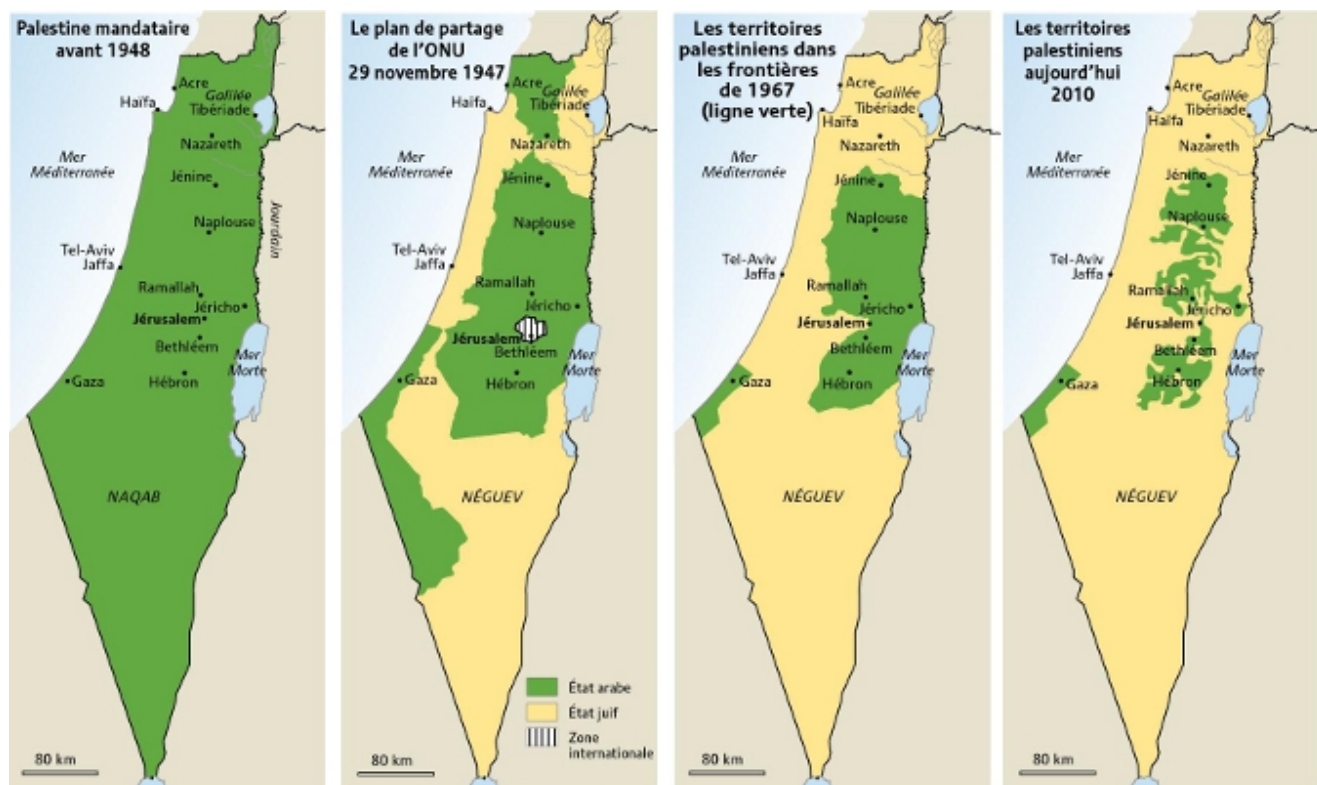 Palestine mandataire
avant 1948
Acre
Haïfa
Galilée
Tibériade
Nazareth
Mer
Méditerranée
Jénine
Jourdain
Naplouse
Tel-Aviv
Jaffa
Ramallah
Jéricho
Jérusalem
Bethléem
Mer
Morte
Gaza
Hébron
NAQAB
80 km
Le plan de partage
de l'ONU
29 novembre 1947
Acre
Haïfa
Galilée
Tibériade
Nazareth
Mer
Méditerranée
Jénine
Naplouse
Tel-Aviv
Jaffa
Ramallah
Jéricho
Jérusalem
Bethléem
Mer
Morte
Gaza
Hébron
NÉGUEV
État arabe
État juif
Zone
internationale
80 km
Les territoires
palestiniens dans
les frontières
de 1967
(ligne verte)
Acre
Galilée
Tibériade
Haïfa
Nazareth
Mer
Méditerranée
Jénine
Naplouse
Tel-Aviv
Jaffa
Ramallah
Jéricho
Jérusalem
Bethléem
Mer
Morte
Gaza
Hébron
NÉGUEV
80 km
Les territoires
palestiniens
aujourd'hui
2010
Acre
Galilée
Tibériade
Haïfa
Nazareth
Mer
Méditerranée
Jénine
Naplouse
Tel-Aviv
Jaffa
Ramallah
Jéricho
Jérusalem
Bethléem
Mer
Morte
Gaza
Hébron
NÉGUEV
80 km